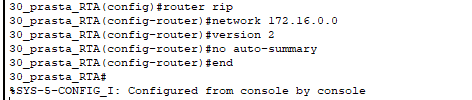 30_prasta_RTA(config)#router rip
30_prasta_RTA(config-router)#network 172.16.0.0
30_prasta_RTA(config-router)#version 2
30_prasta_RTA(config-router)#no auto-summary
30_prasta_RTA(config-router)#end
30_prasta_RTA#
%SYS-5-CONFIG_I: Configured from console by console